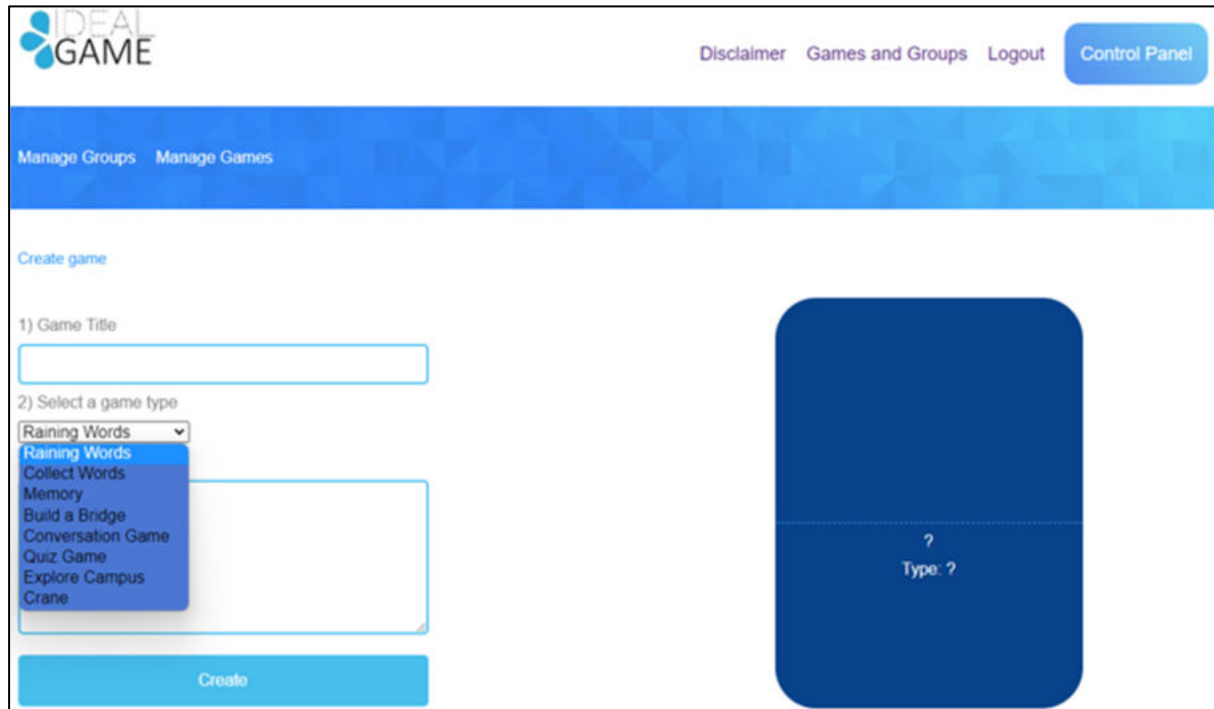 IDEAL
GAME
Disclaimer Games and Groups Logout Control Panel
Manage Groups Manage Games
Create game
1) Game Title
2) Select a game type
Raining Words
Raining Words
Collect Words
Memory
Build a Bridge
Conversation Game
Quiz Game
Explore Campus
Crane
Create
?
Type: ?